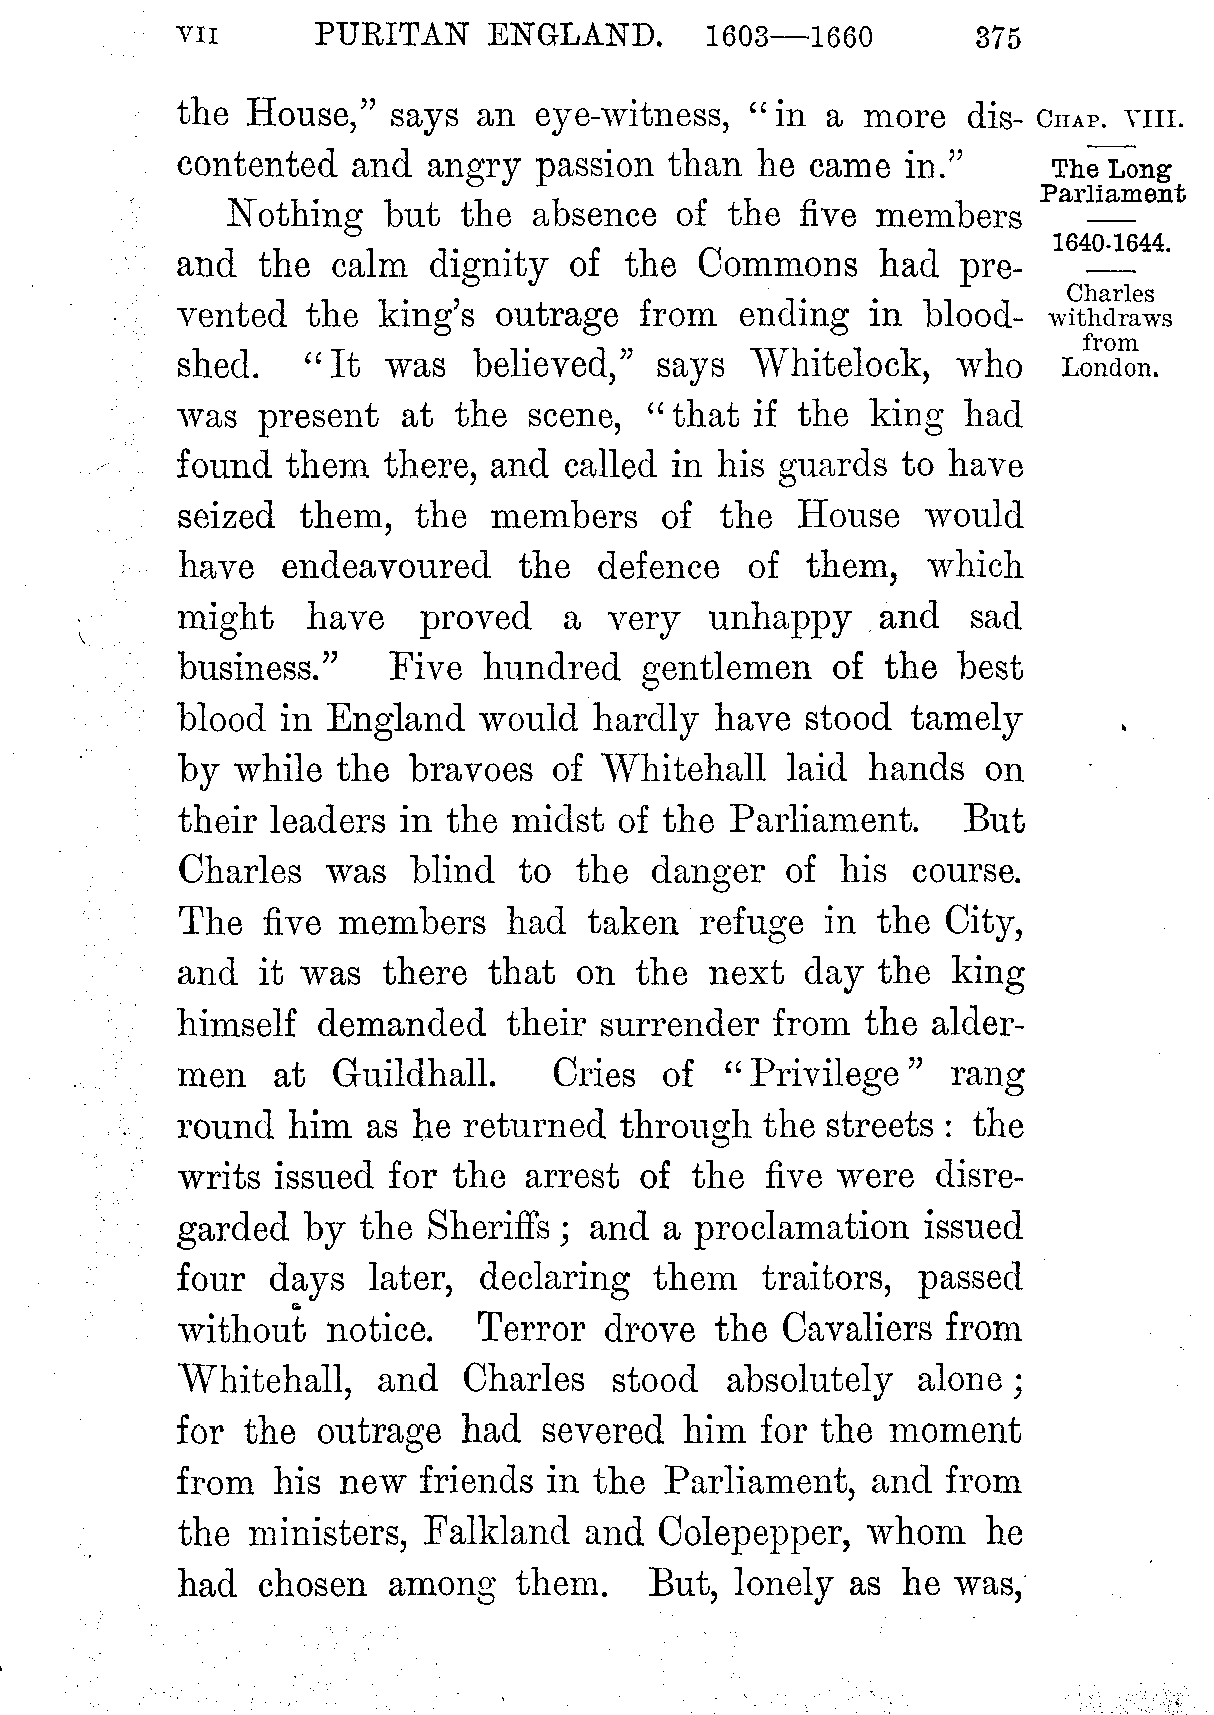 VII PURITAN ENGLAND. 1603—1660 375
the House,” says an eye-witness, “in a more dis-
contented and angry passion than he came in.”
Nothing but the absence of the five members
and the calm dignity of the Commons had pre-
vented the king’s outrage from ending in blood-
shed. “It was believed,” says Whitelock, who
was present at the scene, “that if the king had
found them there, and called in his guards to have
seized them, the members of the House would
have endeavoured the defence of them, which
might have proved a very unhappy and sad
business.” Five hundred gentlemen of the best
blood in England would hardly have stood tamely
by while the bravoes of Whitehall laid hands on
their leaders in the midst of the Parliament. But
Charles was blind to the danger of his course.
The five members had taken refuge in the City,
and it was there that on the next day the king
himself demanded their surrender from the alder-
men at Guildhall. Cries of “Privilege” rang
round him as he returned through the streets: the
writs issued for the arrest of the five were disre-
garded by the Sheriffs; and a proclamation issued
four days later, declaring them traitors, passed
without notice. Terror drove the Cavaliers from
Whitehall, and Charles stood absolutely alone;
for the outrage had severed him for the moment
from his new friends in the Parliament, and from
the ministers, Falkland and Colepepper, whom he
had chosen among them. But, lonely as he was,
CHAP. VIII.
The Long
Parliament
1640-1644.
Charles
withdraws
from
London.